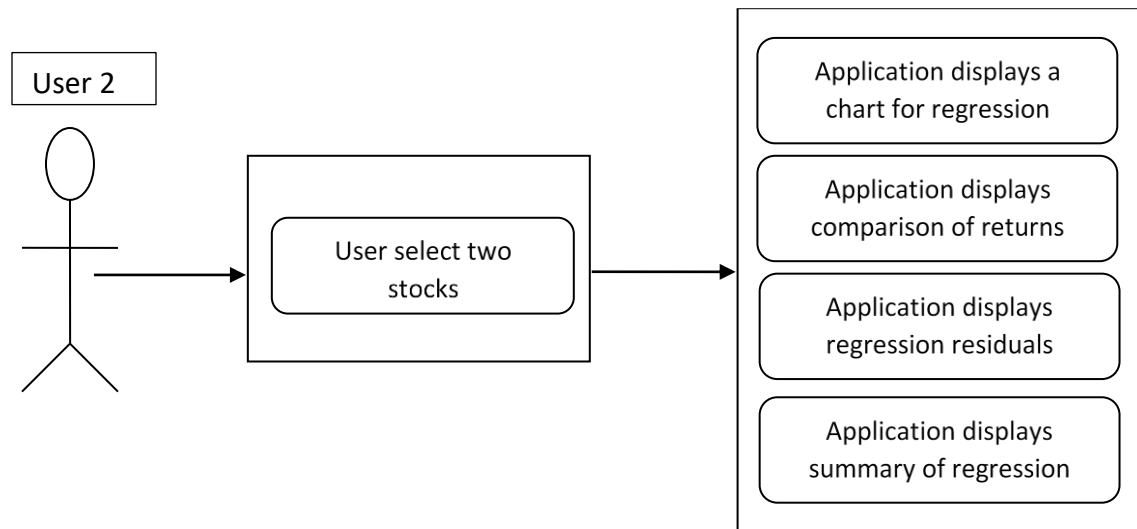 User 2
User select two
stocks
Application displays a
chart for regression
Application displays
comparison of returns
Application displays
regression residuals
Application displays
summary of regression